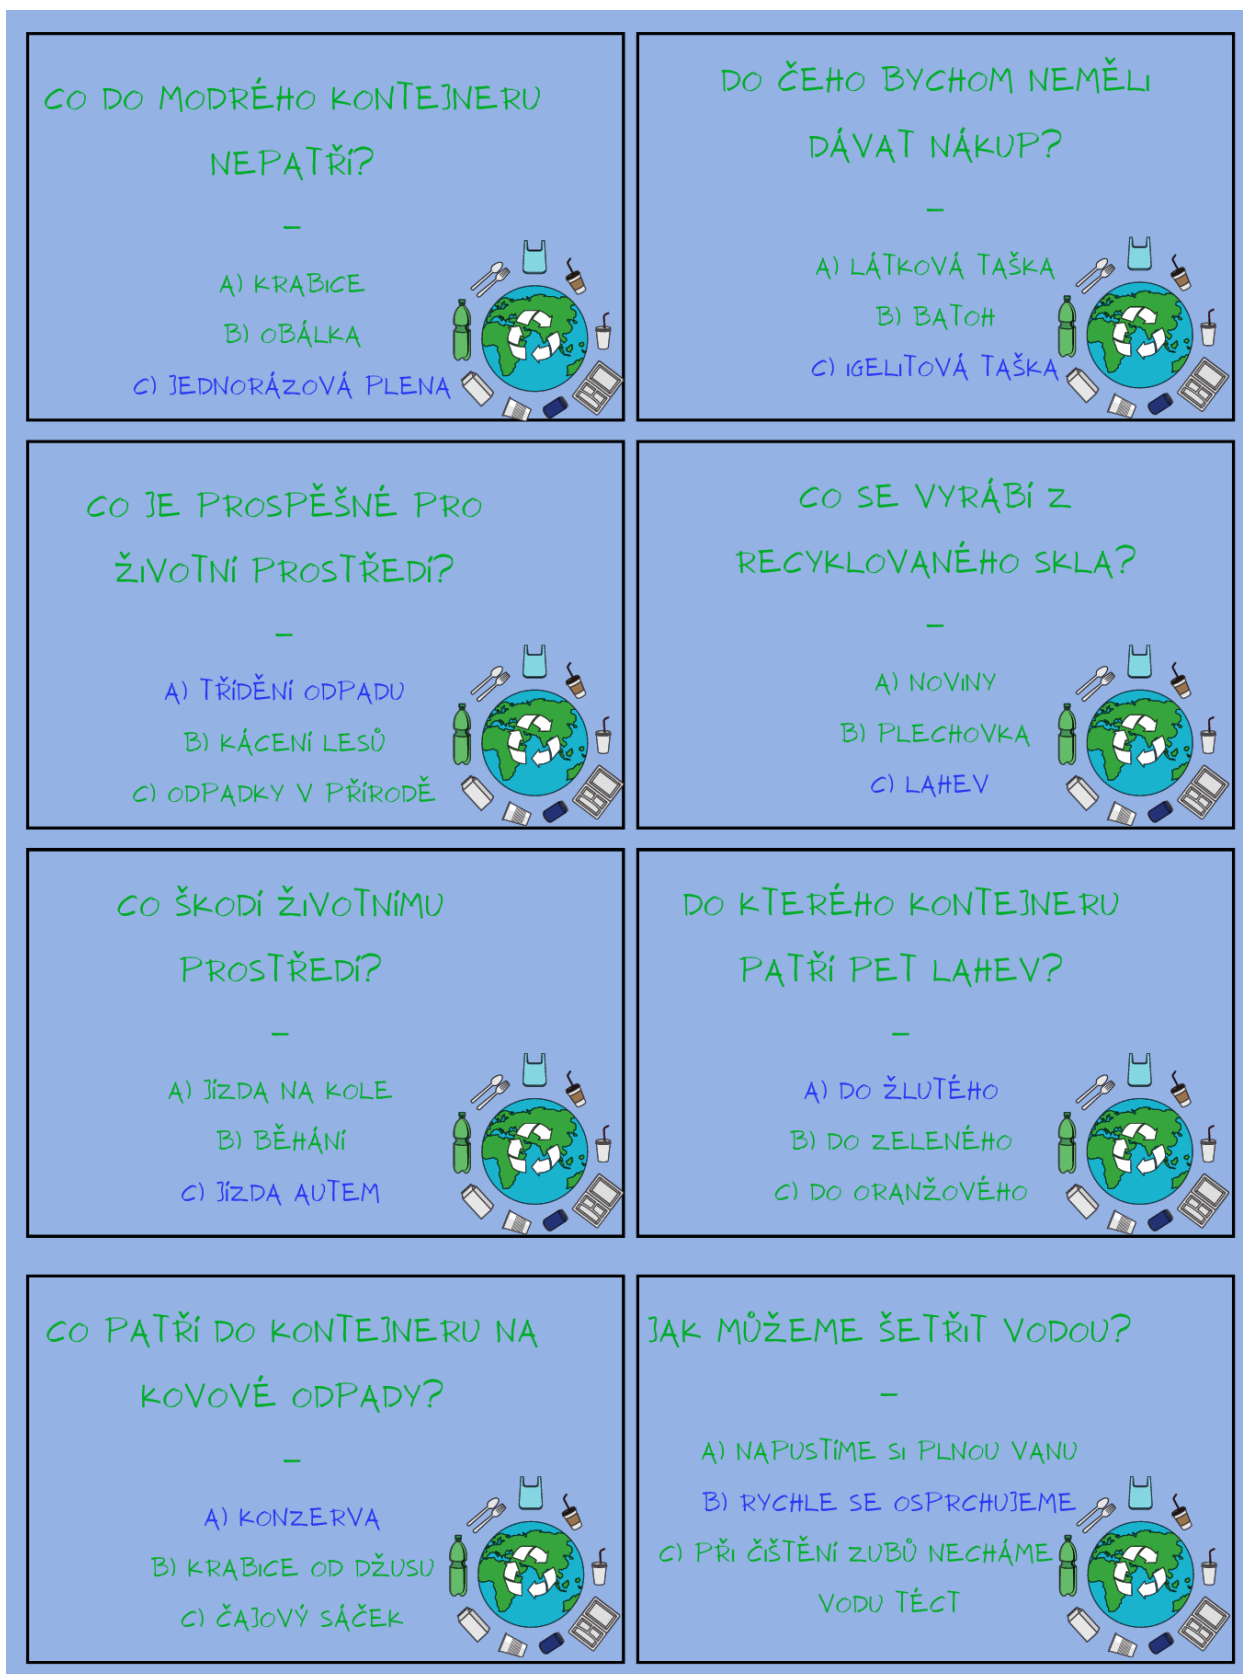 CO DO MODRÉHO KONTEJNERU
NEPATŘÍ?
-
A) KRABICE
B) OBÁLKA
C) JEDNORÁZOVÁ PLENA
DO ČEHO BYCHOM NEMĚLI
DÁVAT NÁKUP?
-
A) LÁTKOVÁ TAŠKA
B) BATOH
C) IGELITOVÁ TAŠKA
CO JE PROSPĚŠNÉ PRO
ŽIVOTNÍ PROSTŘEDÍ?
-
A) TŘÍDĚNÍ ODPADU
B) KÁCENÍ LESŮ
C) ODPADKY V PŘÍRODĚ
CO SE VYRÁBÍ Z
RECYKLOVANÉHO SKLA?
-
A) NOVINY
B) PLECHOVKA
C) LAHEV
CO ŠKODÍ ŽIVOTNÍMU
PROSTŘEDÍ?
-
A) JÍZDA NA KOLE
B) BĚHÁNÍ
C) JÍZDA AUTEM
DO KTERÉHO KONTEJNERU
PATŘÍ PET LAHEV?
-
A) DO ŽLUTÉHO
B) DO ZELENÉHO
C) DO ORANŽOVÉHO
CO PATŘÍ DO KONTEJNERU NA
KOVOVÉ ODPADY?
-
A) KONZERVA
B) KRABICE OD DŽUSU
C) ČAJOVÝ SÁČEK
JAK MŮŽEME ŠETŘIT VODOU?
-
A) NAPUSTÍME SI PLNOU VANU
B) RYCHLE SE OSPRCHUJEME
C) PŘI ČIŠTĚNÍ ZUBŮ NECHÁME
VODU TÉCT